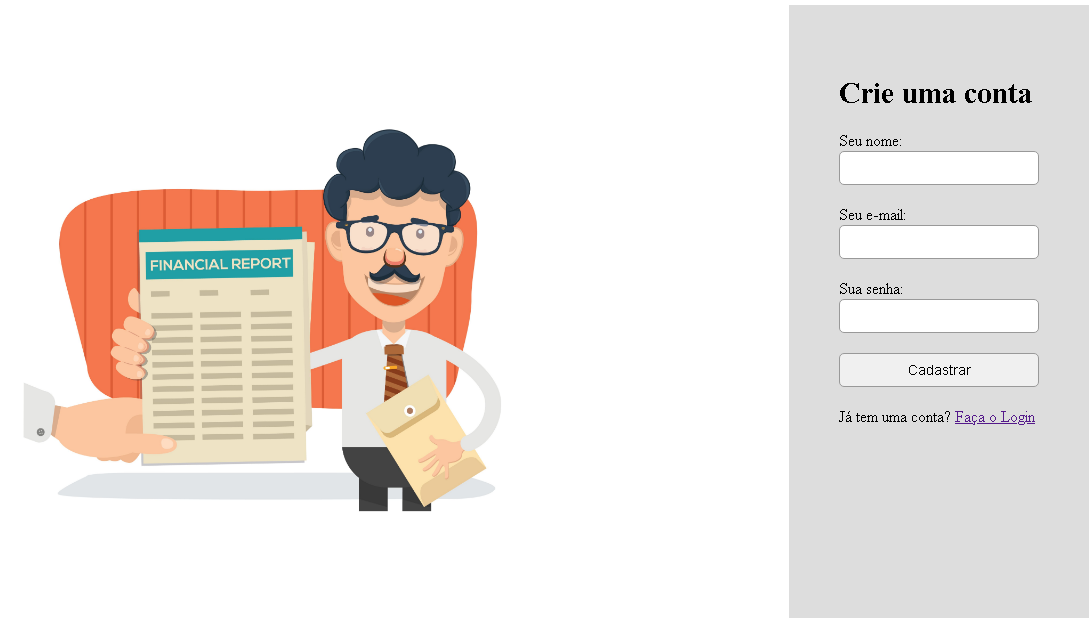 FINANCIAL REPORT
Crie uma conta
Seu nome:
Seu e-mail:
Sua senha:
Cadastrar
Já tem uma conta? Faça o Login